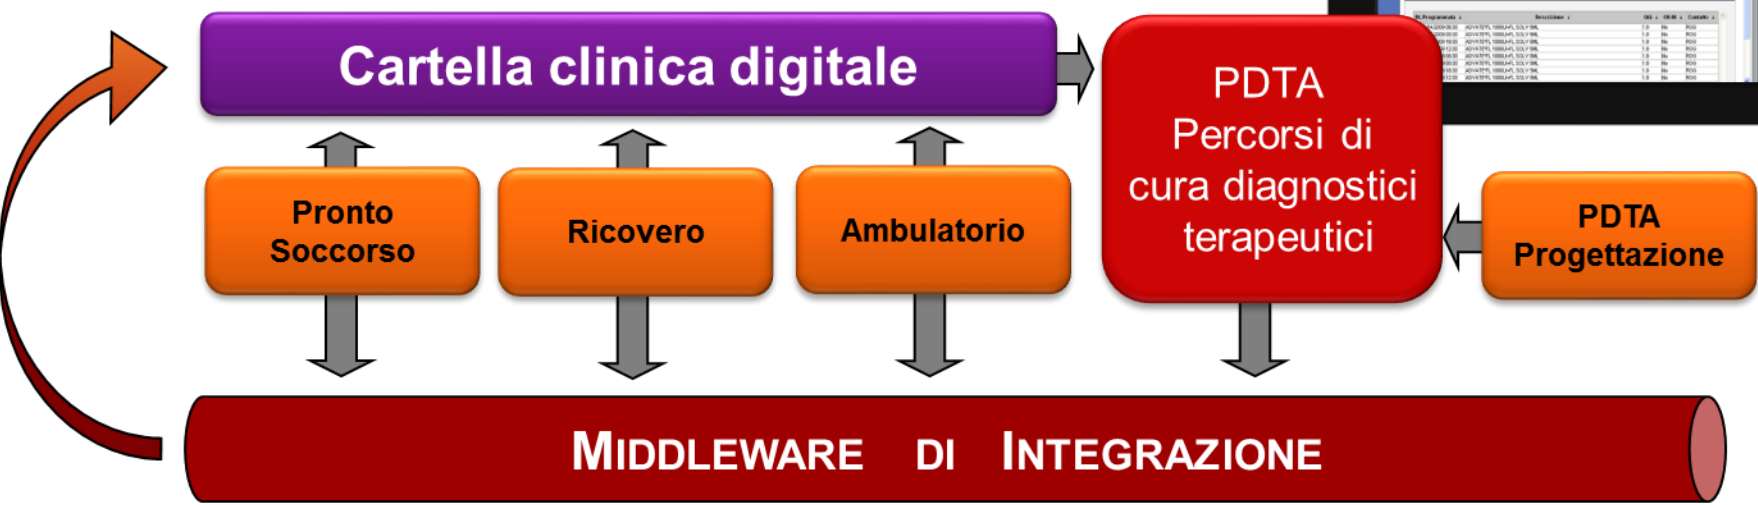 Cartella clinica digitale
PDTA
Percorsi di
cura diagnostici
terapeutici
Pronto
Soccorso
Ricovero
Ambulatorio
PDTA
Progettazione
MIDDLEWARE DI INTEGRAZIONE